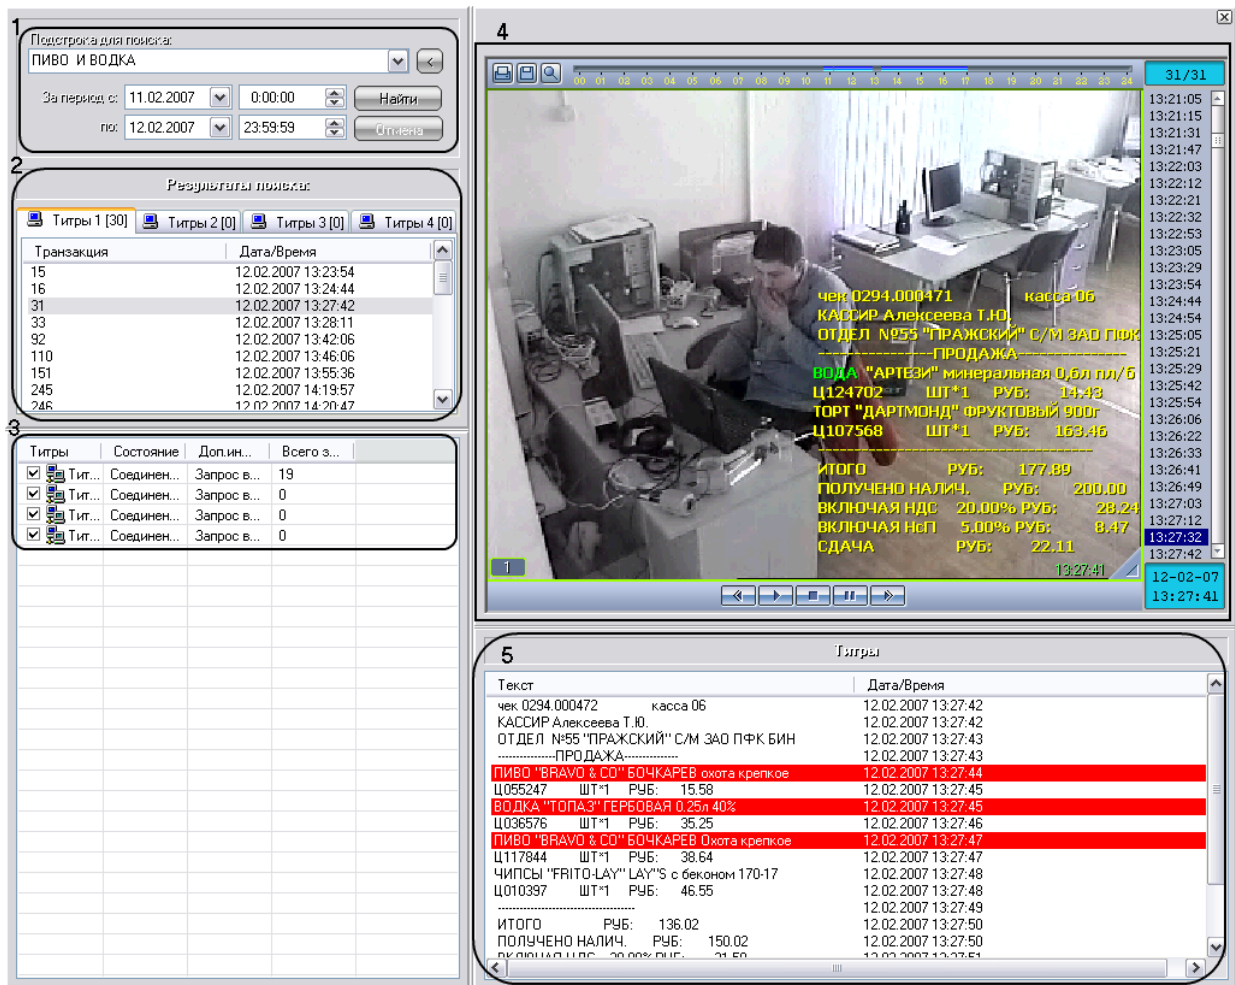 1
Подстрока для поиска:
ПИВО И ВОДКА
<
За период с: 11.02.2007 0:00:00 Найти
по: 12.02.2007 23:59:59 Отмена
2
Результаты поиска:
Титры 1 [30] Титры 2 [0] Титры 3 [0] Титры 4 [0]
Транзакция Дата/Время
15 12.02.2007 13:23:54
16 12.02.2007 13:24:44
31 12.02.2007 13:27:42
33 12.02.2007 13:28:11
92 12.02.2007 13:42:06
110 12.02.2007 13:46:06
151 12.02.2007 13:55:36
245 12.02.2007 14:19:57
246 12.02.2007 14:20:47
3
Титры Состояние Доп.ин... Всего з...
Тит... Соединен... Запрос в... 19
Тит... Соединен... Запрос в... 0
Тит... Соединен... Запрос в... 0
Тит... Соединен... Запрос в... 0
4
00 01 02 03 04 05 06 07 08 09 10 11 12 13 14 15 16 17 18 19 20 21 22 23 24
31/31
13:21:05
13:21:15
13:21:31
13:21:47
13:22:03
13:22:12
13:22:21
13:22:32
13:22:53
13:23:05
13:23:29
13:23:54
13:24:44
13:24:54
13:25:05
13:25:21
13:25:29
13:25:42
13:25:54
13:26:06
13:26:22
13:26:33
13:26:41
13:26:49
13:27:03
13:27:12
13:27:32
13:27:42
12-02-07
13:27:41
чек 0294.000471 касса 06
КАССИР Алексеева Т.Ю.
ОТДЕЛ №55 "ПРАЖСКИЙ" С/М ЗАО ПФК
-----------------ПРОДАЖА----------------
ВОДА "АРТЕЗИ" минеральная 0,6л пл/б
Ц124702 ШТ*1 РУБ: 14.43
ТОРТ "ДАРТМОНД" ФРУКТОВЫЙ 900г
Ц107568 ШТ*1 РУБ: 163.46
-----------------------------------------
ИТОГО РУБ: 177.89
ПОЛУЧЕНО НАЛИЧ. РУБ: 200.00
ВКЛЮЧАЯ НДС 20.00% РУБ: 28.24
ВКЛЮЧАЯ НсП 5.00% РУБ: 8.47
СДАЧА РУБ: 22.11
1
13:27:41
5
Титры
Текст Дата/Время
чек 0294.000472 касса 06 12.02.2007 13:27:42
КАССИР Алексеева Т.Ю. 12.02.2007 13:27:42
ОТДЕЛ №55 "ПРАЖСКИЙ" С/М ЗАО ПФК БИН 12.02.2007 13:27:43
---------------ПРОДАЖА-------------- 12.02.2007 13:27:43
ПИВО "BRAVO & CO" БОЧКАРЕВ охота крепкое 12.02.2007 13:27:44
Ц055247 ШТ*1 РУБ: 15.58 12.02.2007 13:27:45
ВОДКА "ТОПАЗ" ГЕРБОВАЯ 0.25л 40% 12.02.2007 13:27:45
Ц036576 ШТ*1 РУБ: 35.25 12.02.2007 13:27:46
ПИВО "BRAVO & CO" БОЧКАРЕВ Охота крепкое 12.02.2007 13:27:47
Ц117844 ШТ*1 РУБ: 38.64 12.02.2007 13:27:47
ЧИПСЫ "FRITO-LAY" LAY"S с беконом 170-17 12.02.2007 13:27:48
Ц010397 ШТ*1 РУБ: 46.55 12.02.2007 13:27:48
------------------------------------ 12.02.2007 13:27:49
ИТОГО РУБ: 136.02 12.02.2007 13:27:50
ПОЛУЧЕНО НАЛИЧ. РУБ: 150.02 12.02.2007 13:27:50
ВКЛЮЧАЯ НДС 20.00% РУБ: 21.59 12.02.2007 13:27:51